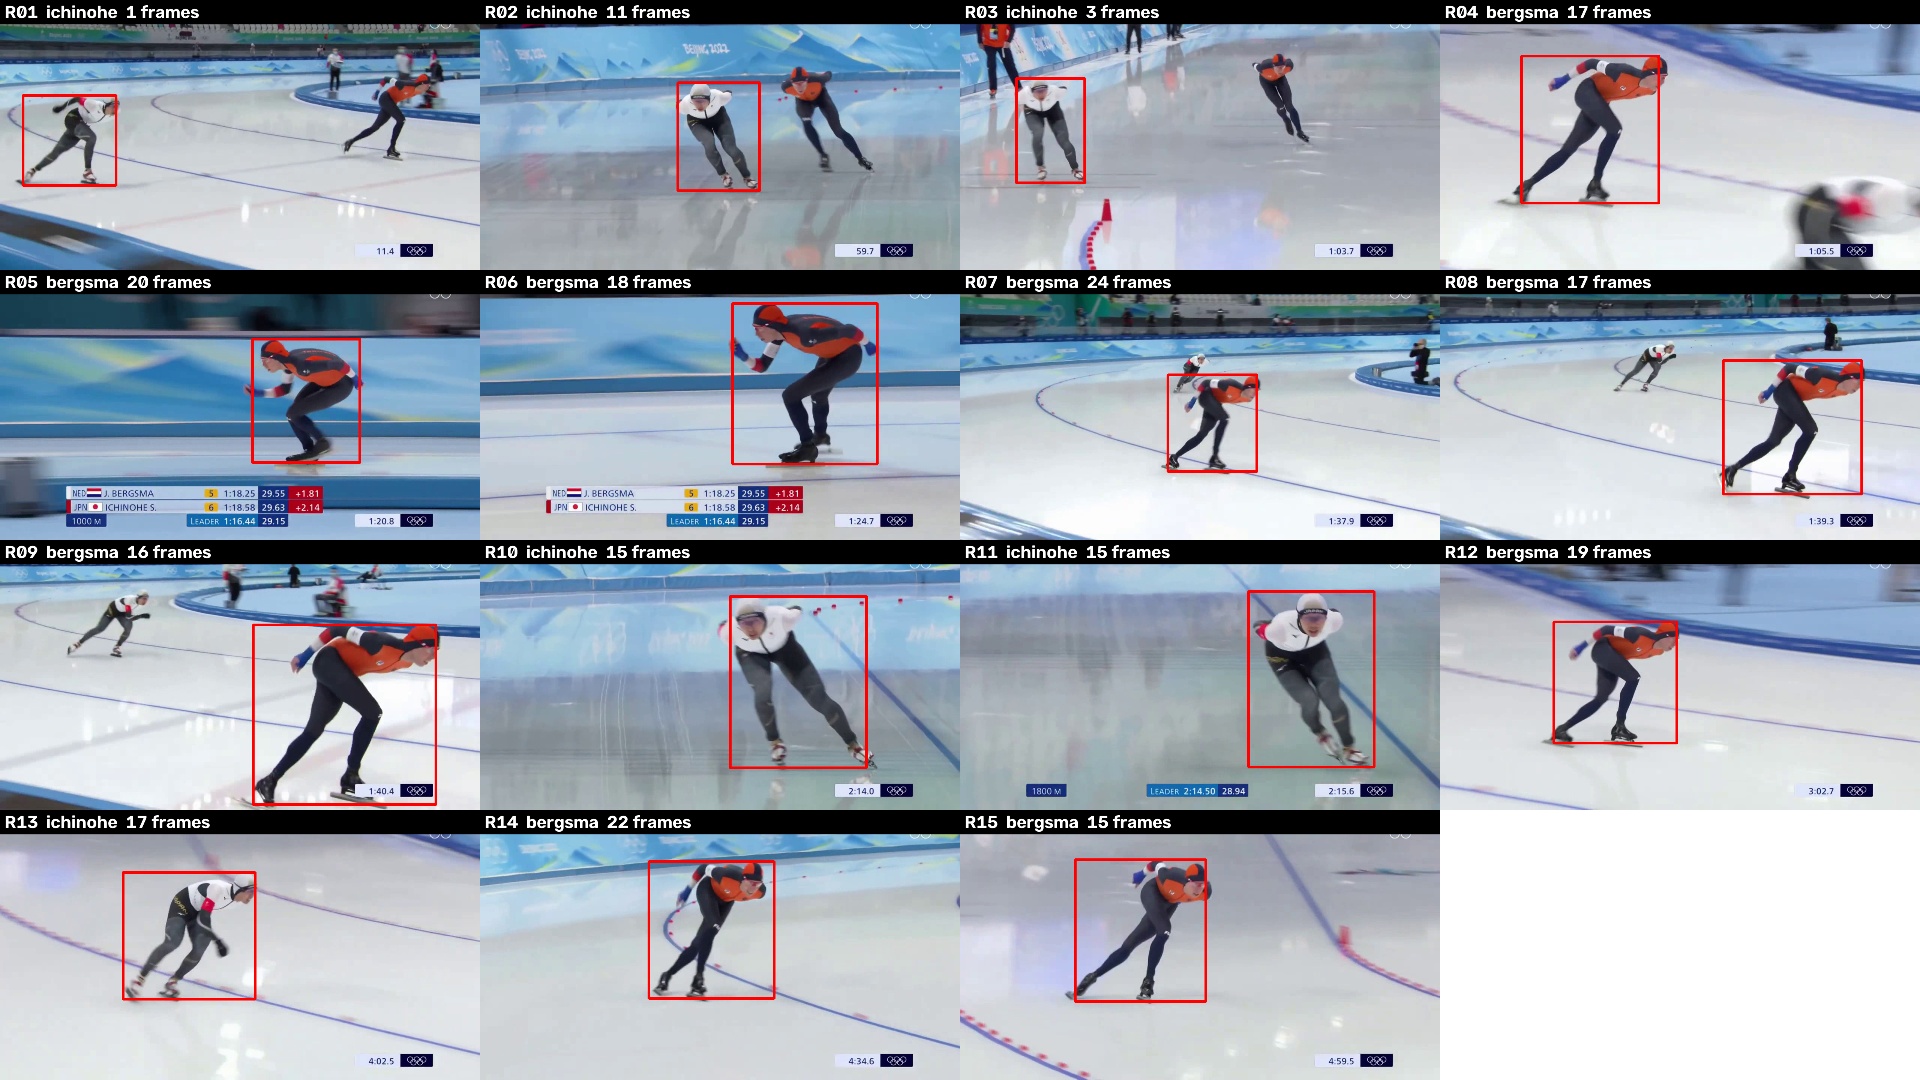 R01 ichinohe 1 frames
11.4
R02 ichinohe 11 frames
BEIJING 2022
59.7
R03 ichinohe 3 frames
1:03.7
R04 bergsma 17 frames
1:05.5
R05 bergsma 20 frames
NED J. BERGSMA 5 1:18.25 29.55 +1.81
JPN ICHINOHE S. 6 1:18.58 29.63 +2.14
1000 M LEADER 1:16.44 29.15 1:20.8
R06 bergsma 18 frames
NED J. BERGSMA 5 1:18.25 29.55 +1.81
JPN ICHINOHE S. 6 1:18.58 29.63 +2.14
LEADER 1:16.44 29.15 1:24.7
R07 bergsma 24 frames
1:37.9
R08 bergsma 17 frames
1:39.3
R09 bergsma 16 frames
1:40.4
R10 ichinohe 15 frames
2:14.0
R11 ichinohe 15 frames
1800 M LEADER 2:14.50 28.94 2:15.6
R12 bergsma 19 frames
3:02.7
R13 ichinohe 17 frames
4:02.5
R14 bergsma 22 frames
4:34.6
R15 bergsma 15 frames
4:59.5